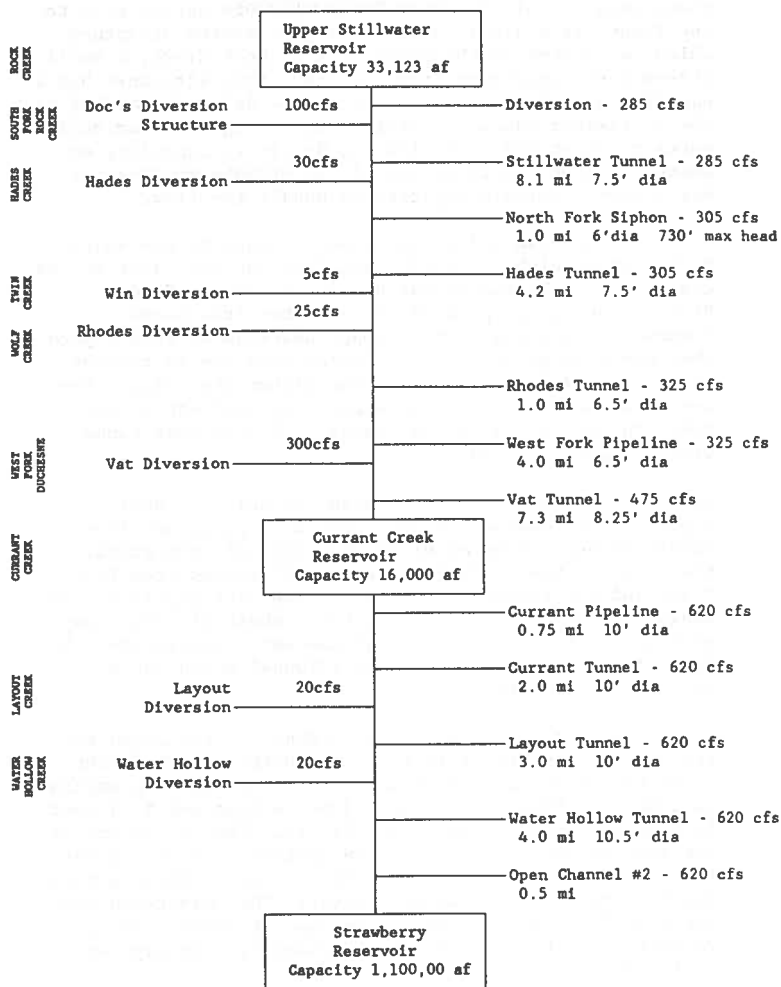 ROCK
CREEK
Upper Stillwater
Reservoir
Capacity 33,123 af
SOUTH
FORK
ROCK
CREEK
Doc's Diversion
Structure
100cfs
Diversion - 285 cfs
HADES
CREEK
30cfs
Hades Diversion
Stillwater Tunnel - 285 cfs
8.1 mi 7.5' dia
North Fork Siphon - 305 cfs
1.0 mi 6'dia 730' max head
TWIN
CREEK
5cfs
Win Diversion
Hades Tunnel - 305 cfs
4.2 mi 7.5' dia
WOLF
CREEK
25cfs
Rhodes Diversion
Rhodes Tunnel - 325 cfs
1.0 mi 6.5' dia
WEST
FORK
DUCHESNE
300cfs
Vat Diversion
West Fork Pipeline - 325 cfs
4.0 mi 6.5' dia
Vat Tunnel - 475 cfs
7.3 mi 8.25' dia
CURRANT
CREEK
Currant Creek
Reservoir
Capacity 16,000 af
Currant Pipeline - 620 cfs
0.75 mi 10' dia
Currant Tunnel - 620 cfs
2.0 mi 10' dia
LAYOUT
CREEK
Layout
Diversion
20cfs
Layout Tunnel - 620 cfs
3.0 mi 10' dia
WATER
HOLLOW
CREEK
Water Hollow
Diversion
20cfs
Water Hollow Tunnel - 620 cfs
4.0 mi 10.5' dia
Open Channel #2 - 620 cfs
0.5 mi
Strawberry
Reservoir
Capacity 1,100,00 af